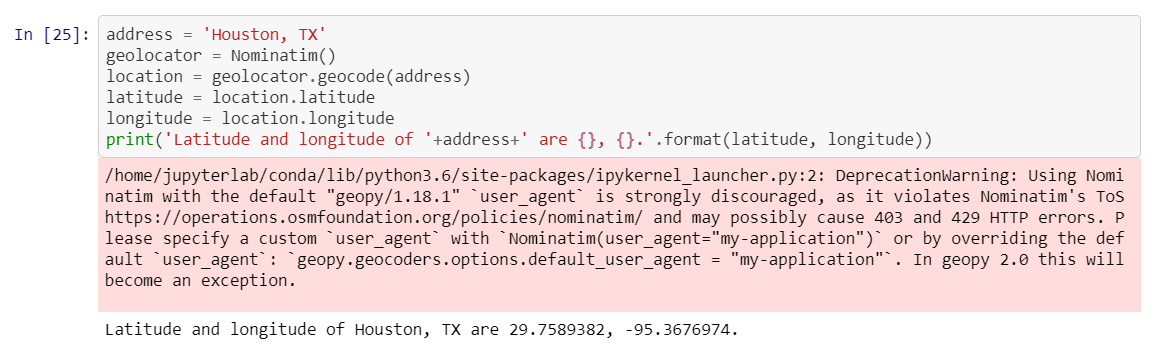 In [25]: address = 'Houston, TX'
geolocator = Nominatim()
location = geolocator.geocode(address)
latitude = location.latitude
longitude = location.longitude
print('Latitude and longitude of '+address+' are {}, {}.'.format(latitude, longitude))
/home/jupyterlab/conda/lib/python3.6/site-packages/ipykernel_launcher.py:2: DeprecationWarning: Using Nomi
natim with the default "geopy/1.18.1" `user_agent` is strongly discouraged, as it violates Nominatim's ToS
https://operations.osmfoundation.org/policies/nominatim/ and may possibly cause 403 and 429 HTTP errors. P
lease specify a custom `user_agent` with `Nominatim(user_agent="my-application")` or by overriding the def
ault `user_agent`: `geopy.geocoders.options.default_user_agent = "my-application"`. In geopy 2.0 this will
become an exception.
Latitude and longitude of Houston, TX are 29.7589382, -95.3676974.